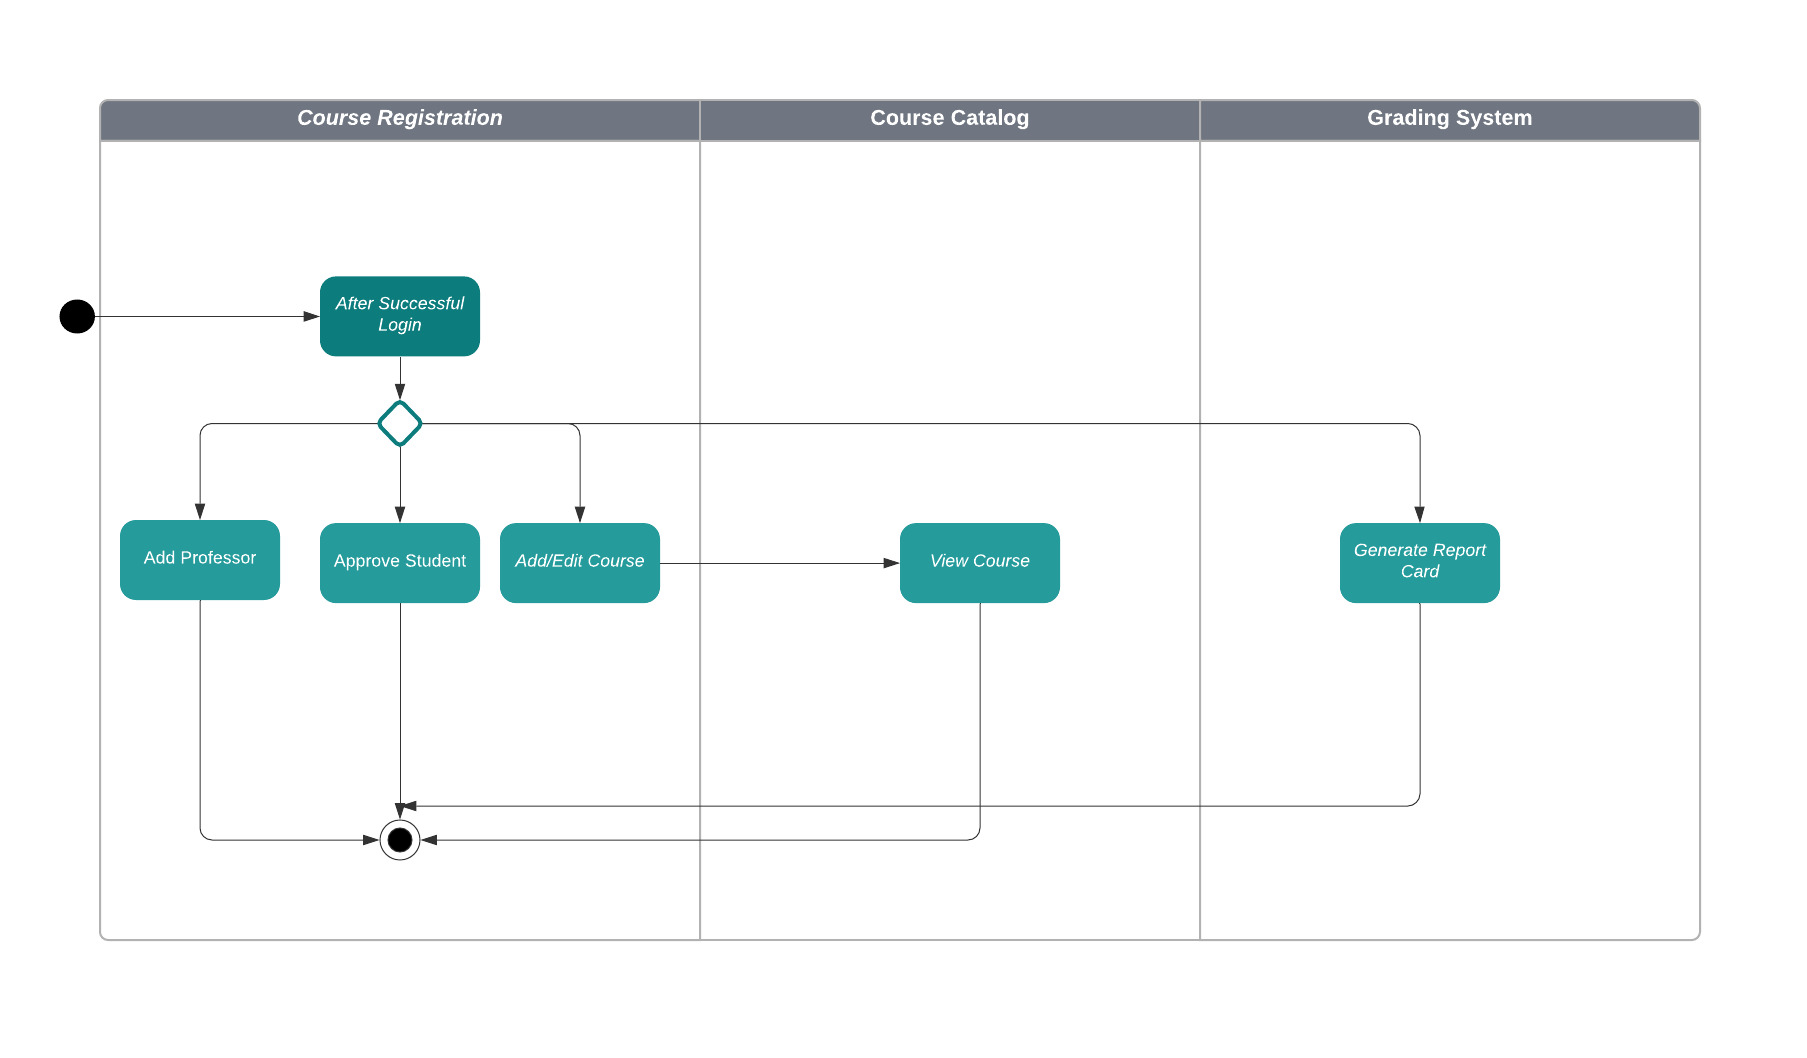 Course Registration
Course Catalog
Grading System
After Successful
Login
Add Professor
Approve Student
Add/Edit Course
View Course
Generate Report
Card